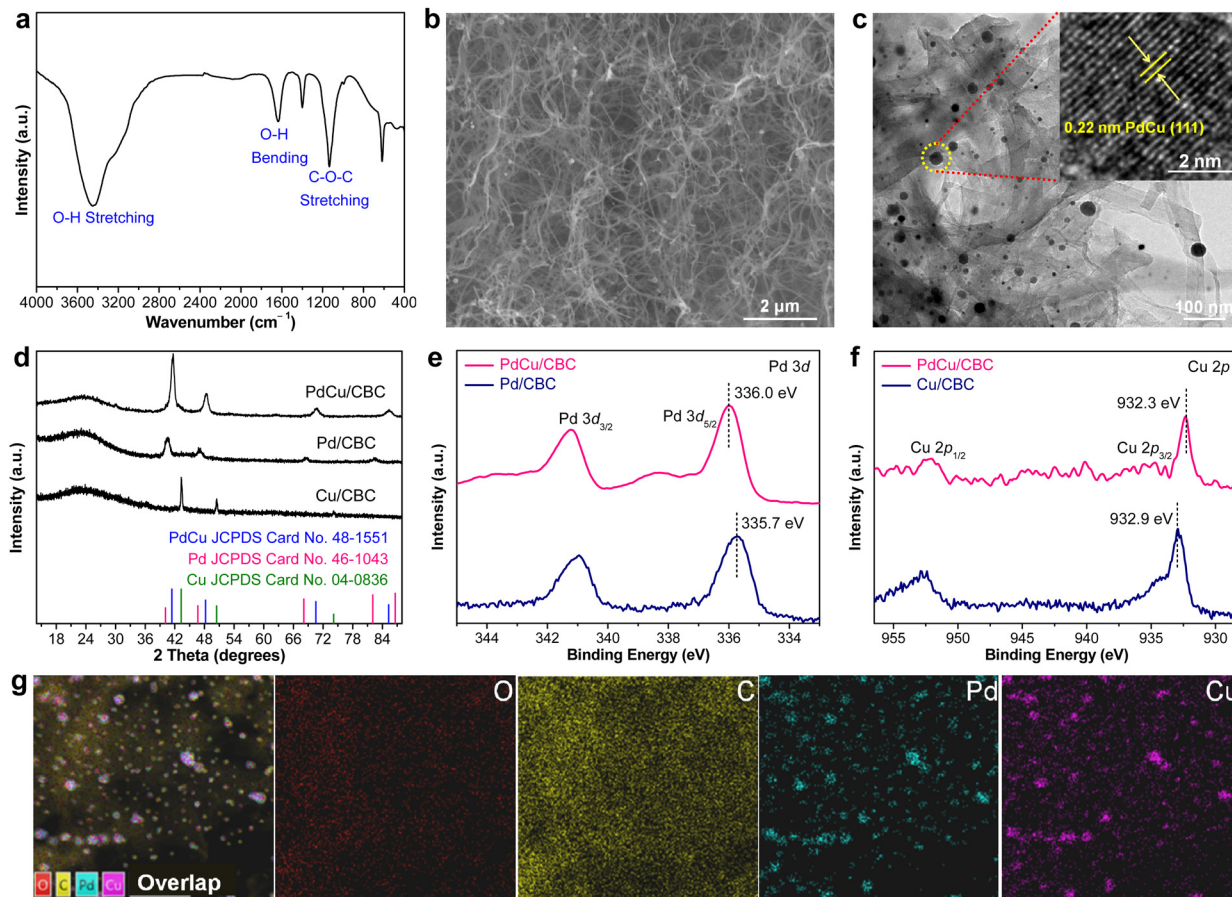 a
Intensity (a.u.)
O-H Stretching
O-H
Bending
C-O-C
Stretching
4000 3200 2400 1600 1200 800 400
Wavenumber (cm⁻¹)
b
2 μm
c
0.22 nm PdCu (111)
2 nm
100 nm
d
Intensity (a.u.)
PdCu/CBC
Pd/CBC
Cu/CBC
PdCu JCPDS Card No. 48-1551
Pd JCPDS Card No. 46-1043
Cu JCPDS Card No. 04-0836
18 24 30 36 42 48 54 60 66 72 78 84
2 Theta (degrees)
e
Intensity (a.u.)
PdCu/CBC
Pd/CBC
Pd 3d
336.0 eV
Pd 3d3/2
Pd 3d5/2
335.7 eV
344 342 340 338 336 334
Binding Energy (eV)
f
Intensity (a.u.)
PdCu/CBC
Cu/CBC
Cu 2p
932.3 eV
Cu 2p1/2
Cu 2p3/2
932.9 eV
955 950 945 940 935 930
Binding Energy (eV)
g
O C Pd Cu
Overlap
O
C
Pd
Cu